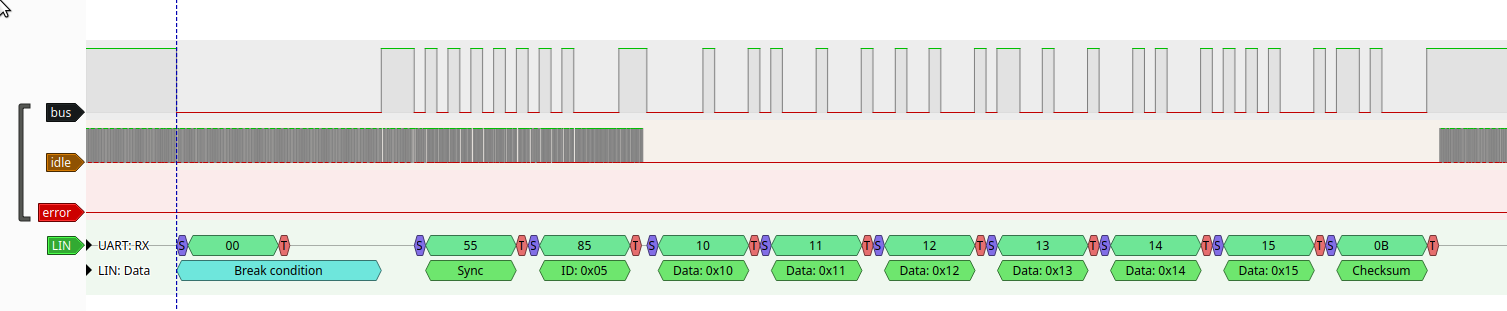 bus
idle
error
LIN
UART: RX S 00 T S 55 T S 85 T S 10 T S 11 T S 12 T S 13 T S 14 T S 15 T S 0B T
LIN: Data Break condition Sync ID: 0x05 Data: 0x10 Data: 0x11 Data: 0x12 Data: 0x13 Data: 0x14 Data: 0x15 Checksum